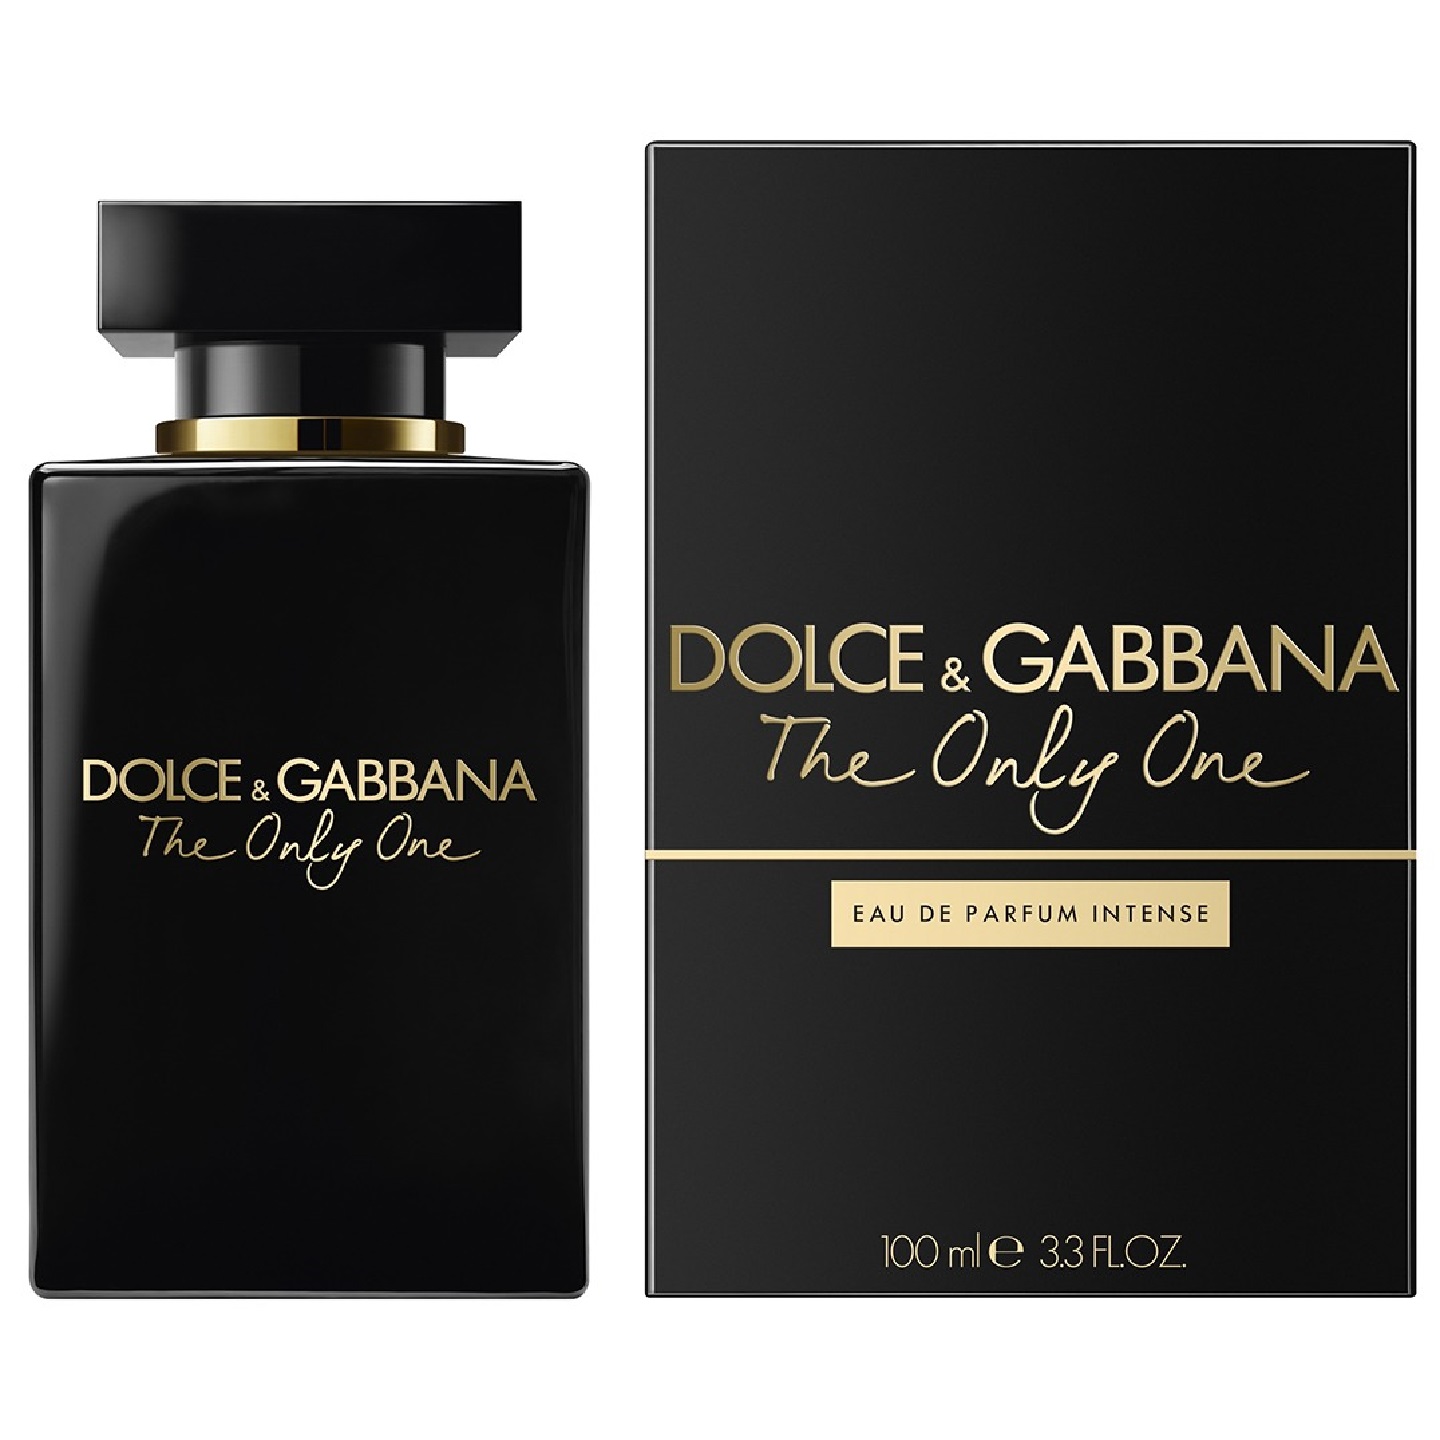 DOLCE & GABBANA
The Only One
DOLCE & GABBANA
The Only One
EAU DE PARFUM INTENSE
100 ml ℮ 3.3 FL.OZ.